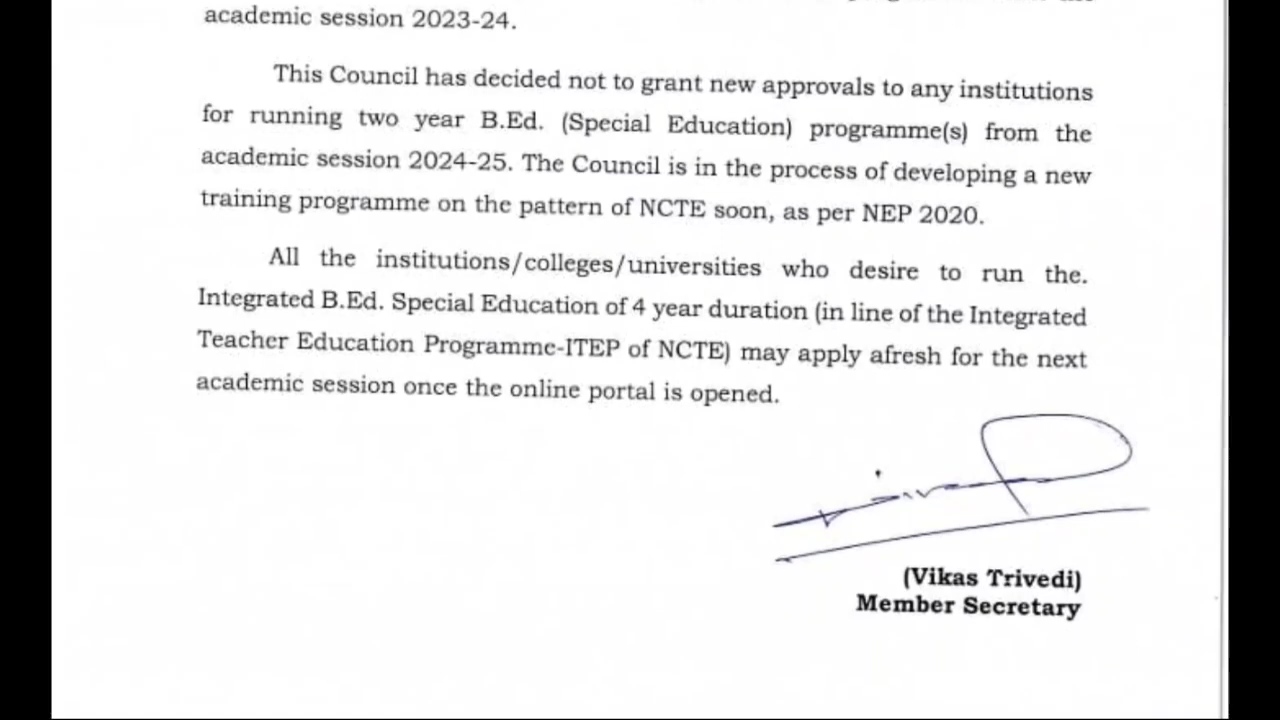 academic session 2023-24.
This Council has decided not to grant new approvals to any institutions
for running two year B.Ed. (Special Education) programme(s) from the
academic session 2024-25. The Council is in the process of developing a new
training programme on the pattern of NCTE soon, as per NEP 2020.
All the institutions/colleges/universities who desire to run the.
Integrated B.Ed. Special Education of 4 year duration (in line of the Integrated
Teacher Education Programme-ITEP of NCTE) may apply afresh for the next
academic session once the online portal is opened.
(Vikas Trivedi)
Member Secretary